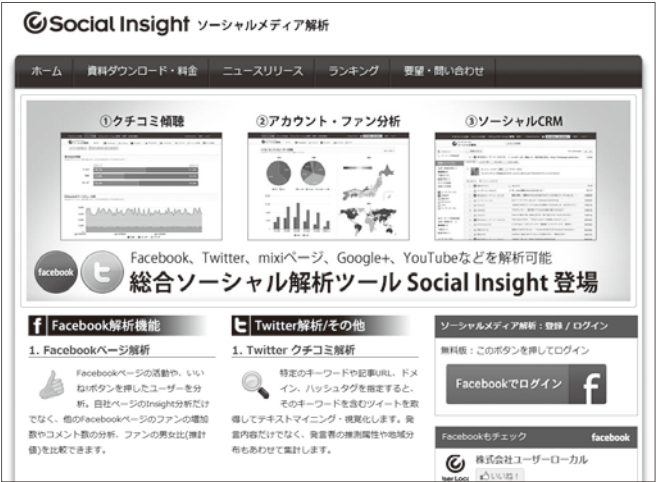 Social Insight ソーシャルメディア解析
ホーム 資料ダウンロード・料金 ニュースリリース ランキング 要望・問い合わせ
①クチコミ傾聴 ②アカウント・ファン分析 ③ソーシャルCRM
facebook
Facebook、Twitter、mixiページ、Google+、YouTubeなどを解析可能
総合ソーシャル解析ツール Social Insight 登場
Facebook解析機能
1. Facebookページ解析
Facebookページの活動や、いい
ね!ボタンを押したユーザーを分
析。自社ページのInsight分析だけ
でなく、他のFacebookページのファンの増加
数やコメント数の分析、ファンの男女比(推計
値)を比較できます。
Twitter解析/その他
1. Twitter クチコミ解析
特定のキーワードや記事URL、ドメ
イン、ハッシュタグを指定すると、
そのキーワードを含むツイートを取
得してテキストマイニング・視覚化します。発
言内容だけでなく、発言者の推測属性や地域分
布もあわせて集計します。
ソーシャルメディア解析：登録 / ログイン
無料版：このボタンを押してログイン
Facebookでログイン
Facebookもチェック facebook
株式会社ユーザーローカル
いいね！